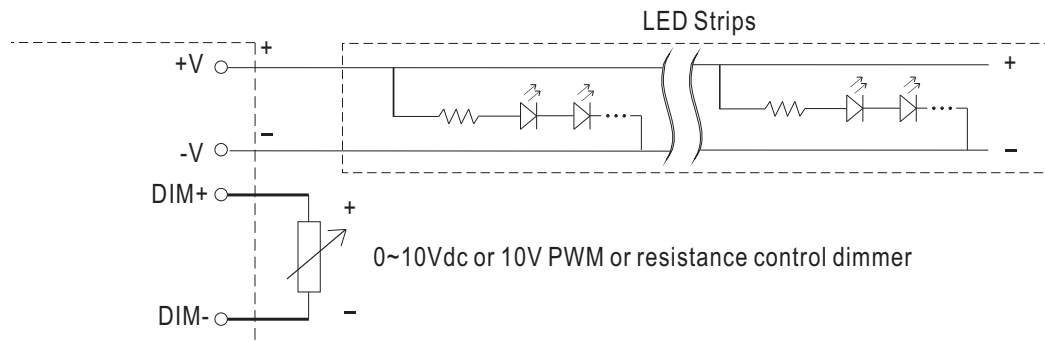 LED Strips
+
+V
+
−
-V
−
DIM+
+
0~10Vdc or 10V PWM or resistance control dimmer
DIM-
−